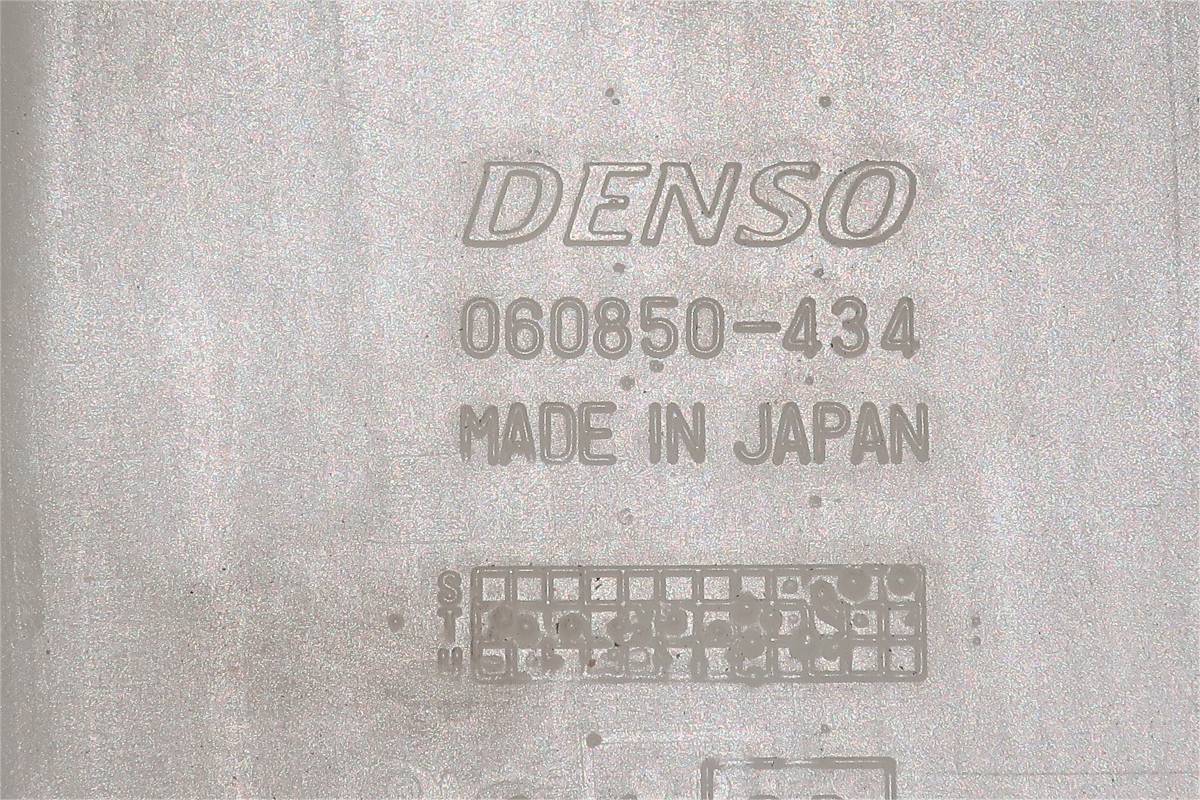 DENSO
060850-434
MADE IN JAPAN
S
T
H